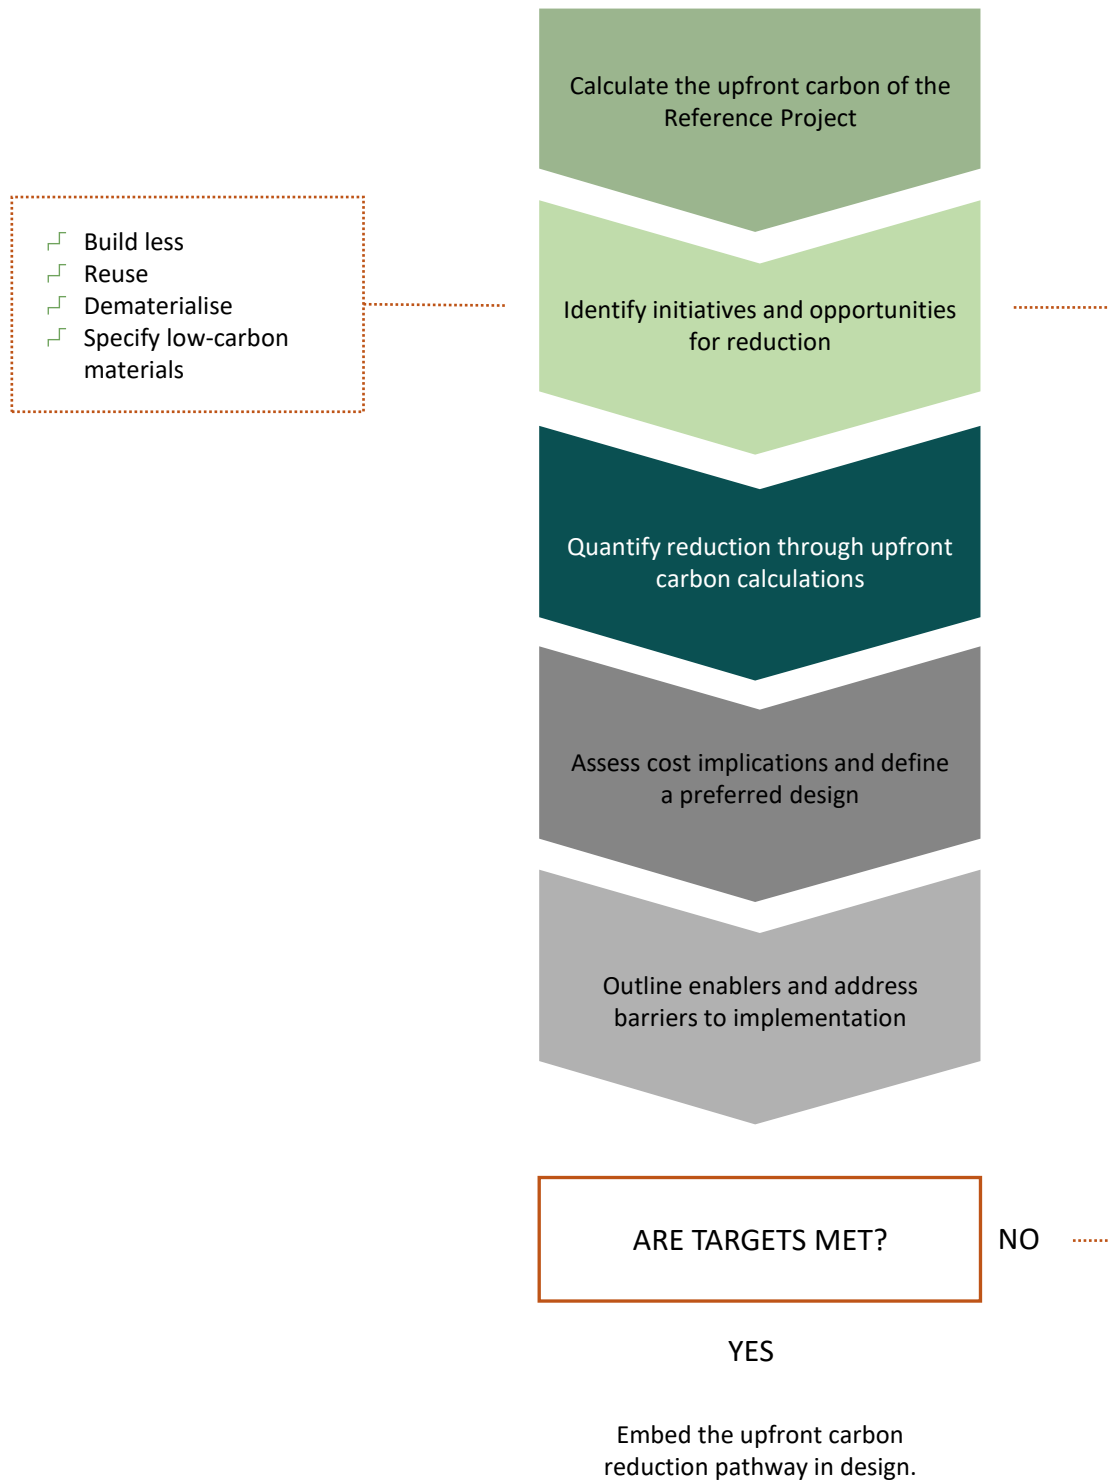 Calculate the upfront carbon of the
Reference Project
Build less
Reuse
Dematerialise
Specify low-carbon
materials
Identify initiatives and opportunities
for reduction
Quantify reduction through upfront
carbon calculations
Assess cost implications and define
a preferred design
Outline enablers and address
barriers to implementation
ARE TARGETS MET?
NO
YES
Embed the upfront carbon
reduction pathway in design.